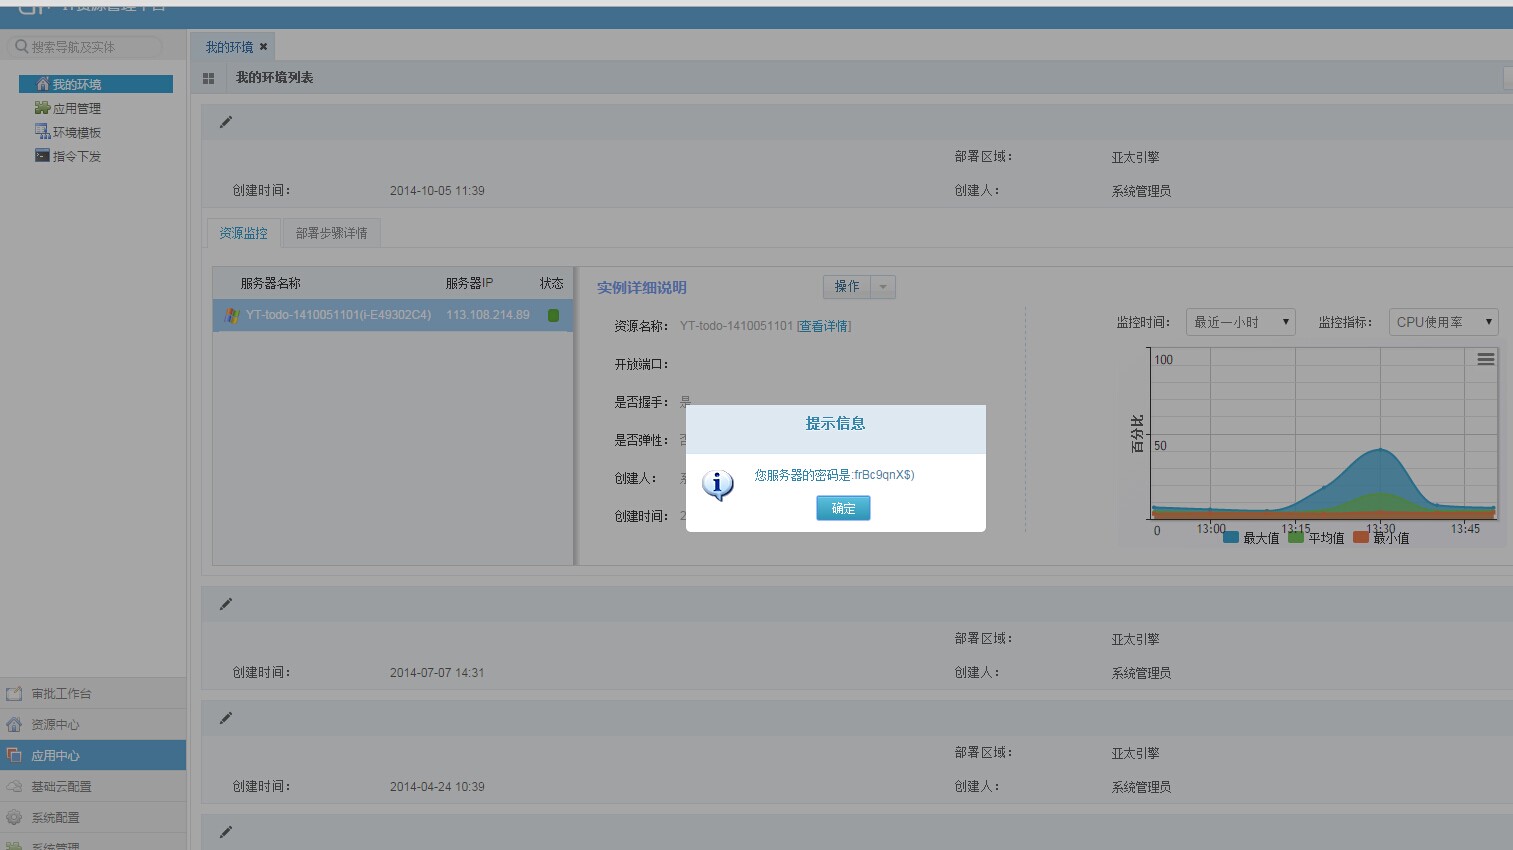 IT资源管理平台
搜索导航及实体
我的环境
应用管理
环境模板
指令下发
审批工作台
资源中心
应用中心
基础云配置
系统配置
系统管理
我的环境 ✖
我的环境列表
部署区域： 亚太引擎
创建时间： 2014-10-05 11:39 创建人： 系统管理员
资源监控 部署步骤详情
服务器名称 服务器IP 状态
YT-todo-1410051101(i-E49302C4) 113.108.214.89
实例详细说明 操作
资源名称： YT-todo-1410051101 [查看详情]
开放端口：
是否握手： 是
是否弹性： 否
创建人：
创建时间： 2
监控时间： 最近一小时 监控指标： CPU使用率
百分比
100
50
0 13:00 13:15 13:30 13:45
最大值 平均值 最小值
提示信息
您服务器的密码是:frBc9qnX$)
确定
部署区域： 亚太引擎
创建时间： 2014-07-07 14:31 创建人： 系统管理员
部署区域： 亚太引擎
创建时间： 2014-04-24 10:39 创建人： 系统管理员